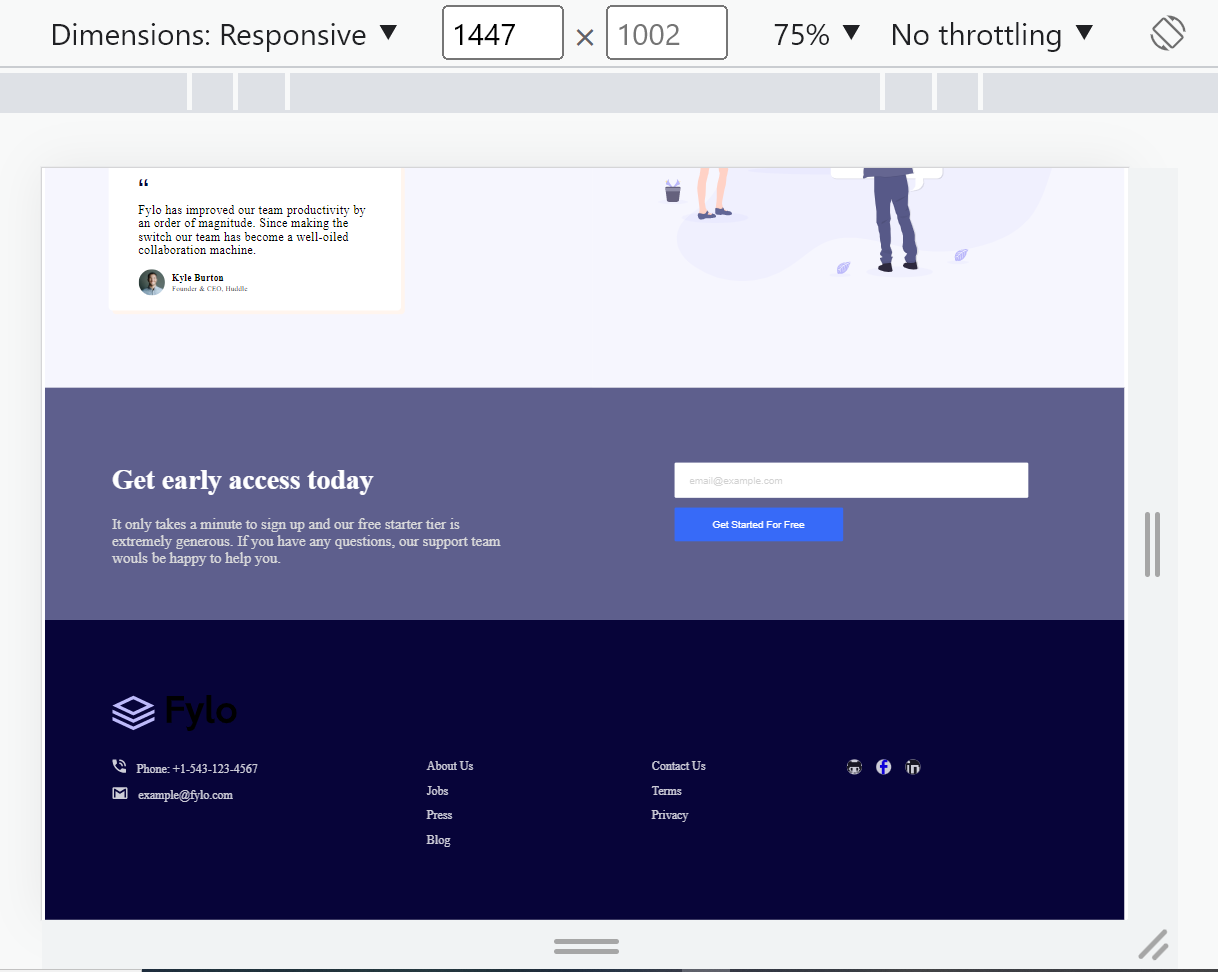 Dimensions: Responsive ▼ 1447 × 1002 75% ▼ No throttling ▼
“
Fylo has improved our team productivity by
an order of magnitude. Since making the
switch our team has become a well-oiled
collaboration machine.
Kyle Burton
Founder & CEO, Huddle
Get early access today
It only takes a minute to sign up and our free starter tier is
extremely generous. If you have any questions, our support team
wouls be happy to help you.
email@example.com
Get Started For Free
Fylo
Phone: +1-543-123-4567
example@fylo.com
About Us
Jobs
Press
Blog
Contact Us
Terms
Privacy